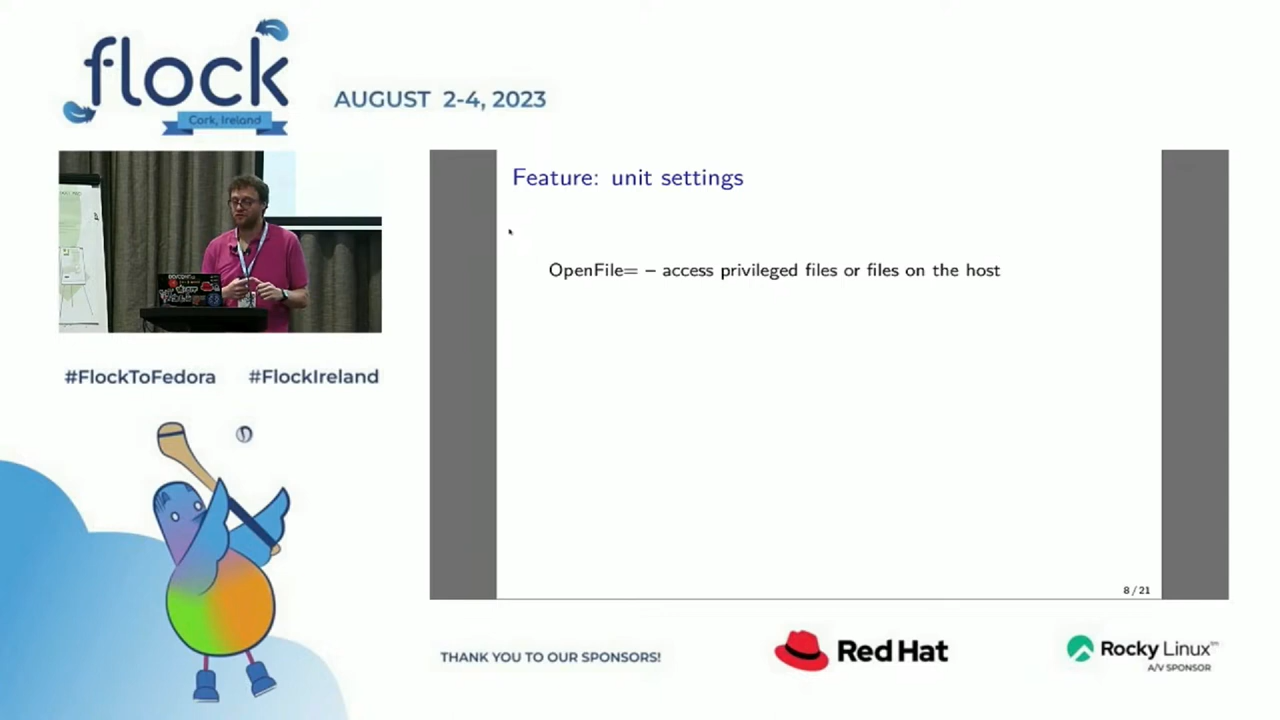 flock
Cork, Ireland
AUGUST 2-4, 2023
Feature: unit settings
OpenFile= – access privileged files or files on the host
8 / 21
#FlockToFedora #FlockIreland
THANK YOU TO OUR SPONSORS!
Red Hat
Rocky Linux™
A/V SPONSOR